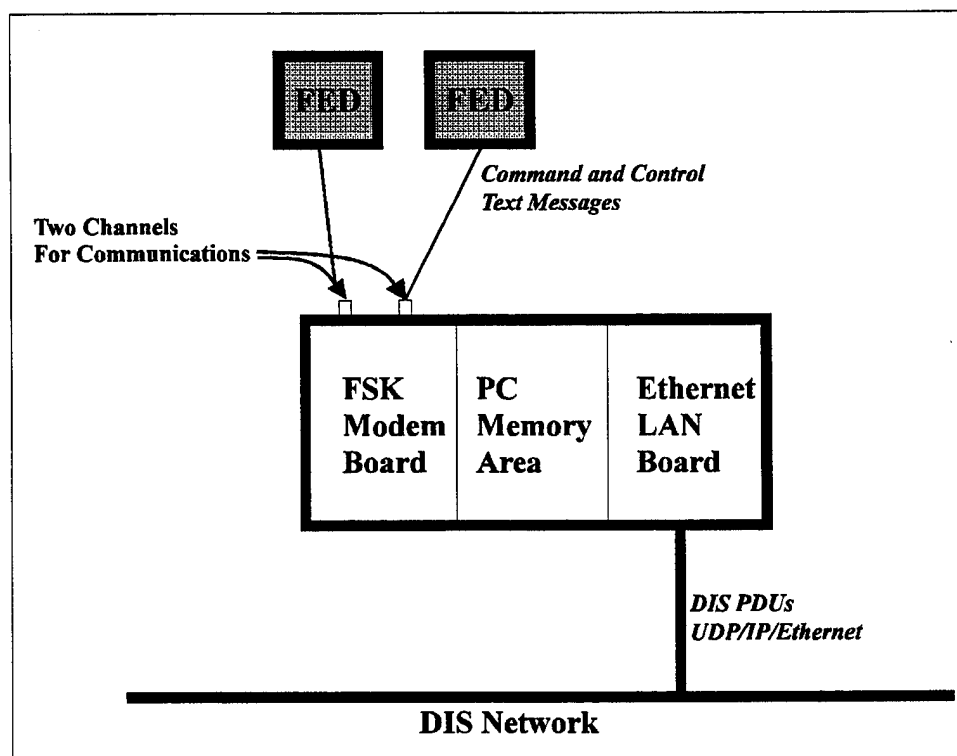 FED
FED
Command and Control
Text Messages
Two Channels
For Communications
FSK
Modem
Board
PC
Memory
Area
Ethernet
LAN
Board
DIS PDUs
UDP/IP/Ethernet
DIS Network